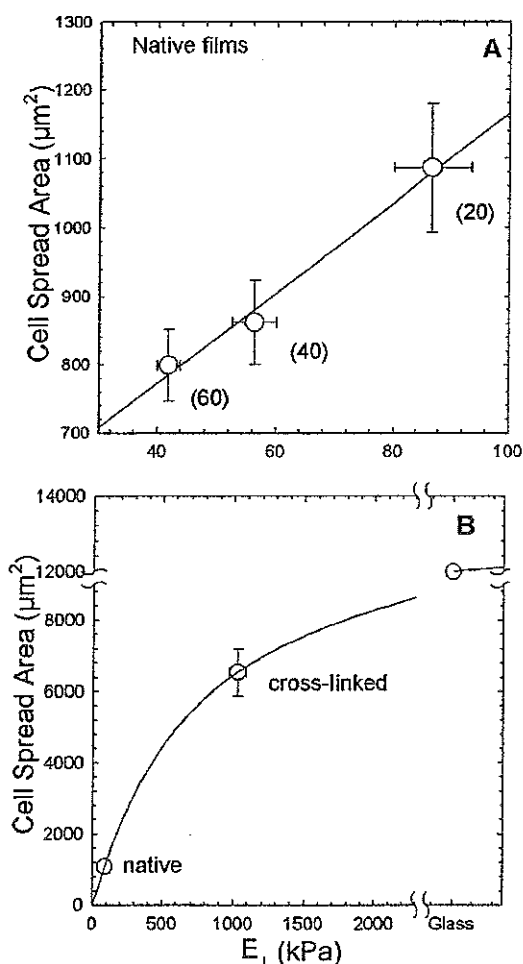 1300
Native films
A
1200
1100
1000
900
800
700
(20)
(40)
(60)
Cell Spread Area (µm²)
40 60 80 100
14000
B
12000
8000
6000
4000
2000
0
cross-linked
native
Cell Spread Area (µm²)
0 500 1000 1500 2000 Glass
E⊥ (kPa)